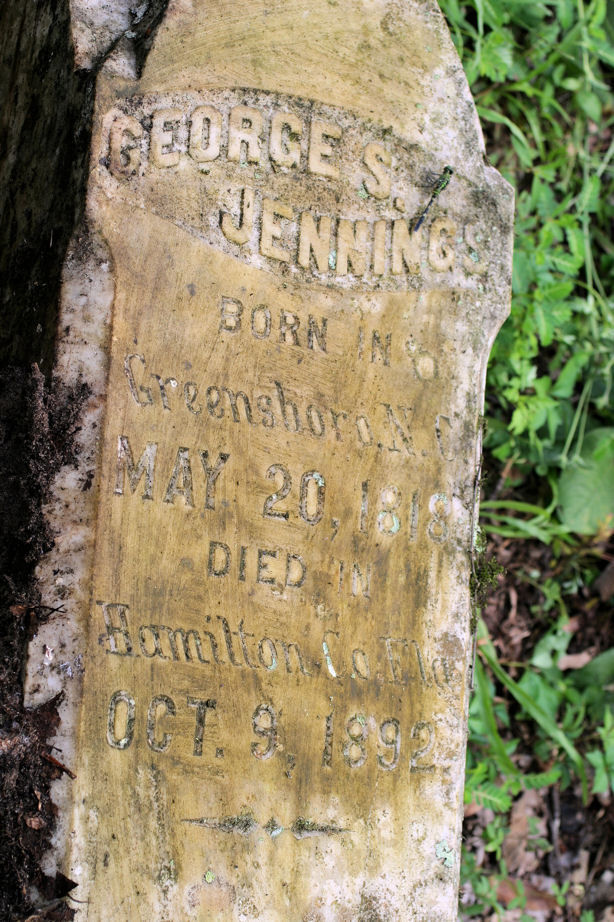 GEORGE S.
JENNINGS
BORN IN
Greensboro, N. C.
MAY 20, 1818
DIED IN
Hamilton, Co. Fla.
OCT. 9, 1892